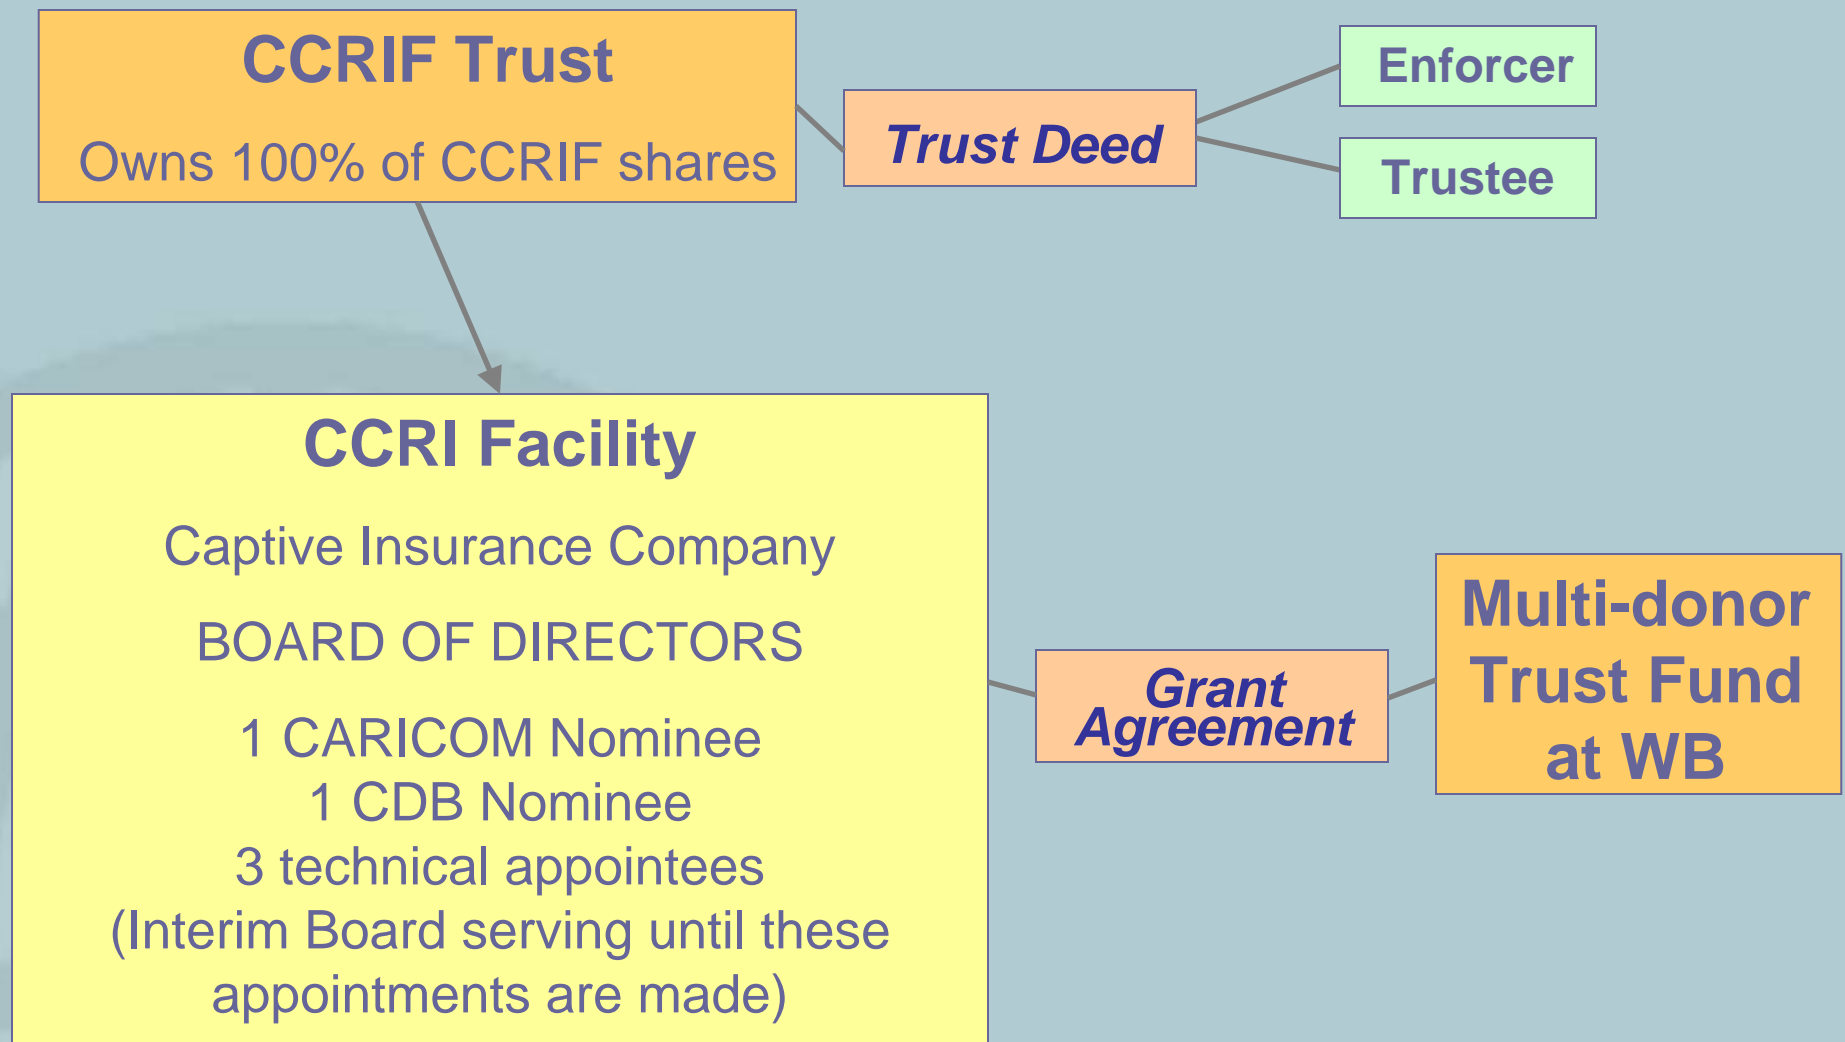 CCRIF Trust
Owns 100% of CCRIF shares
Trust Deed
Enforcer
Trustee
CCRI Facility
Captive Insurance Company
BOARD OF DIRECTORS
1 CARICOM Nominee
1 CDB Nominee
3 technical appointees
(Interim Board serving until these
appointments are made)
Grant
Agreement
Multi-donor
Trust Fund
at WB